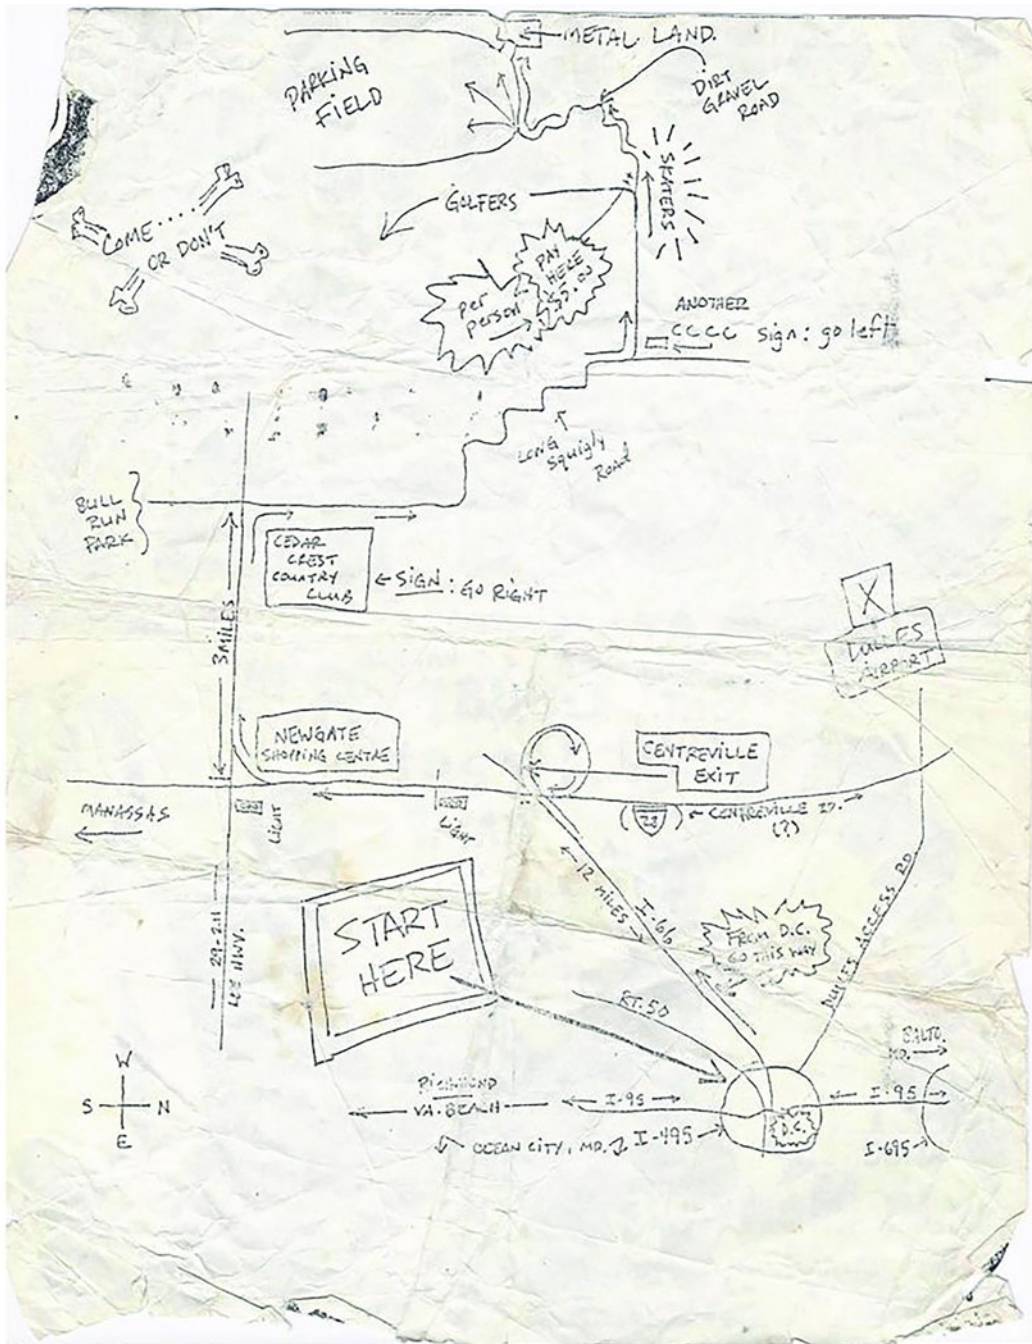 METAL LAND.
PARKING
FIELD
DIRT
GRAVEL
ROAD
SKATERS
GOLFERS
COME ....
OR DON'T
PAY
HERE
$5.00
per
person
ANOTHER
CCCC sign: go left
LONG
squigly
ROAD
BULL
RUN
PARK
CEDAR
CREST
COUNTRY
CLUB
SIGN: GO RIGHT
3 MILES
X
DULLES
AIRPORT
NEWGATE
SHOPPING CENTRE
CENTREVILLE
EXIT
MANASSAS
LIGHT
LIGHT
(28) CENTREVILLE RD.
(?)
12 MILES
I-66
FROM D.C.
GO THIS WAY
DULLES ACCESS RD.
START
HERE
29-211
LEE HWY.
RT. 50
BALTO.
MD.
W
S N
E
RICHMOND
VA. BEACH
I-95
I-95
D.C.
OCEAN CITY, MD.
I-495
I-695